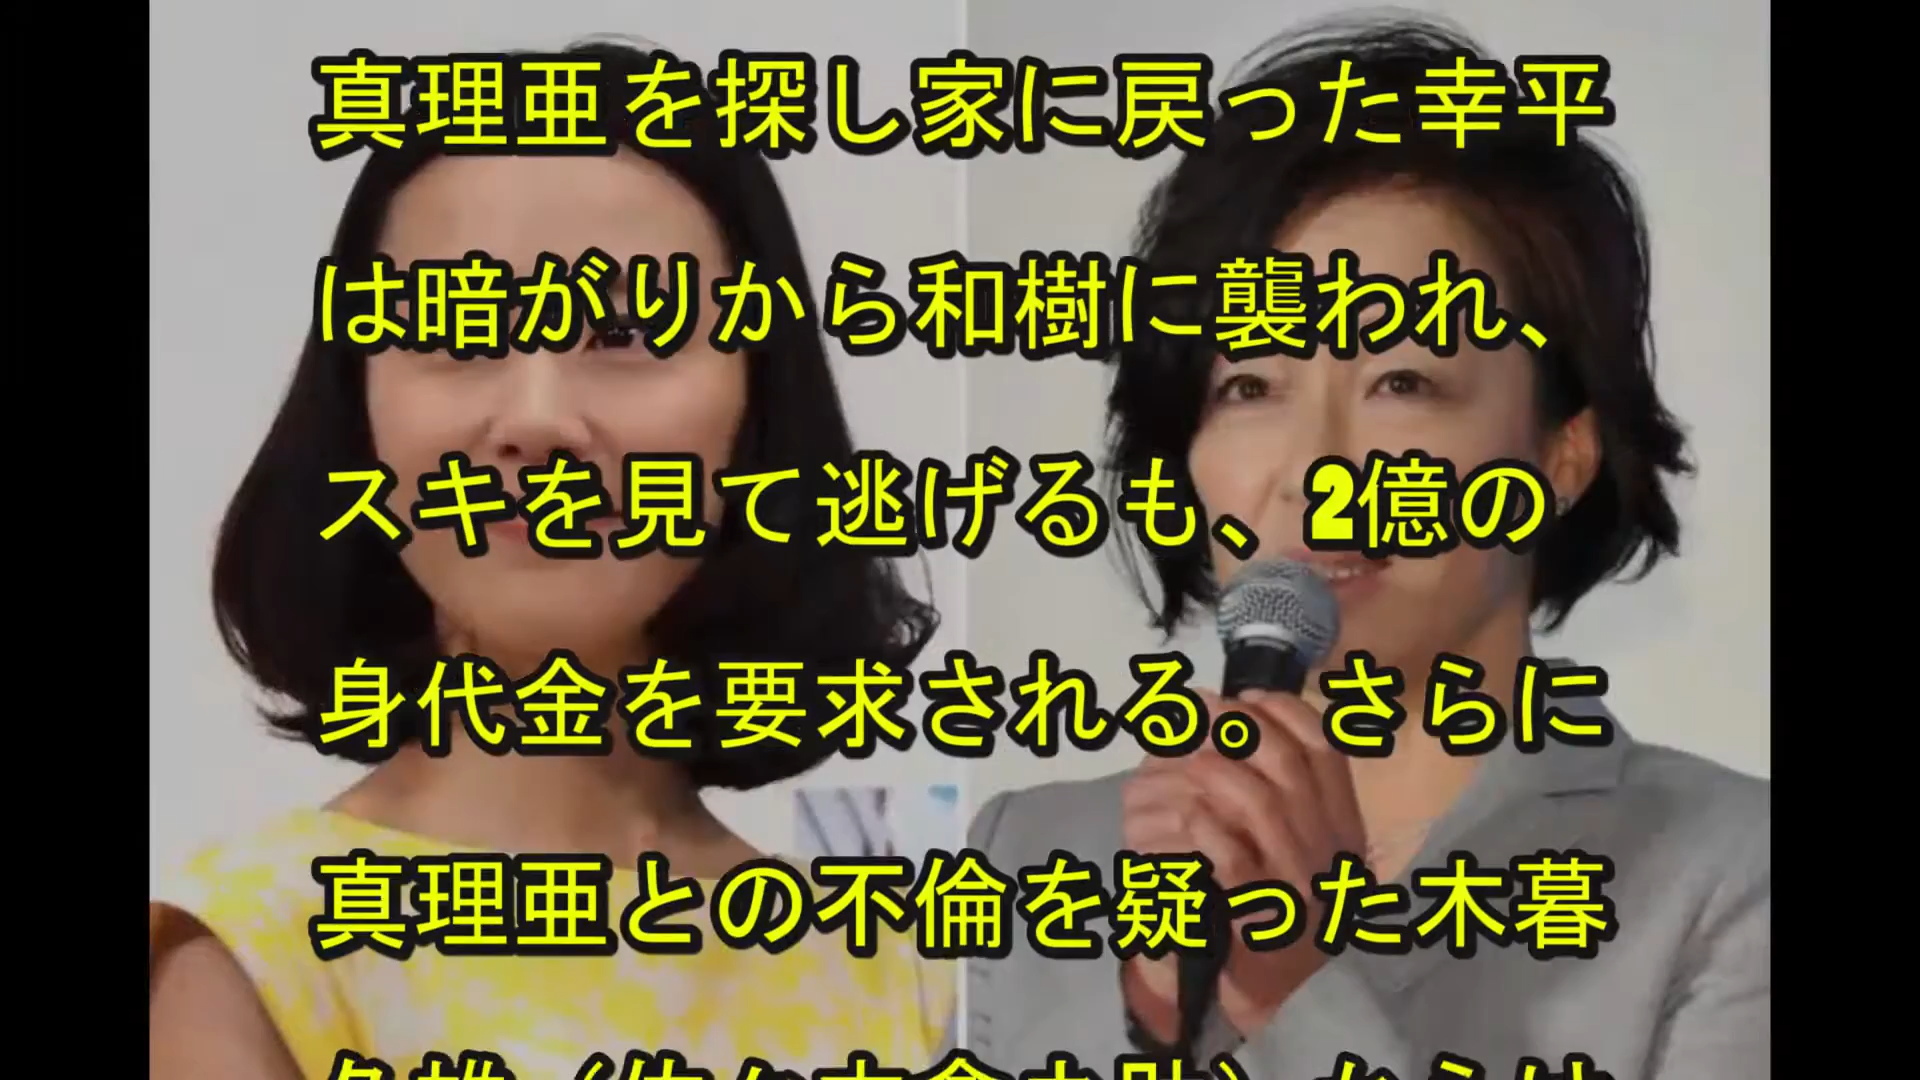 真理亜を探し家に戻った幸平
は暗がりから和樹に襲われ、
スキを見て逃げるも、2億の
身代金を要求される。さらに
真理亜との不倫を疑った木暮